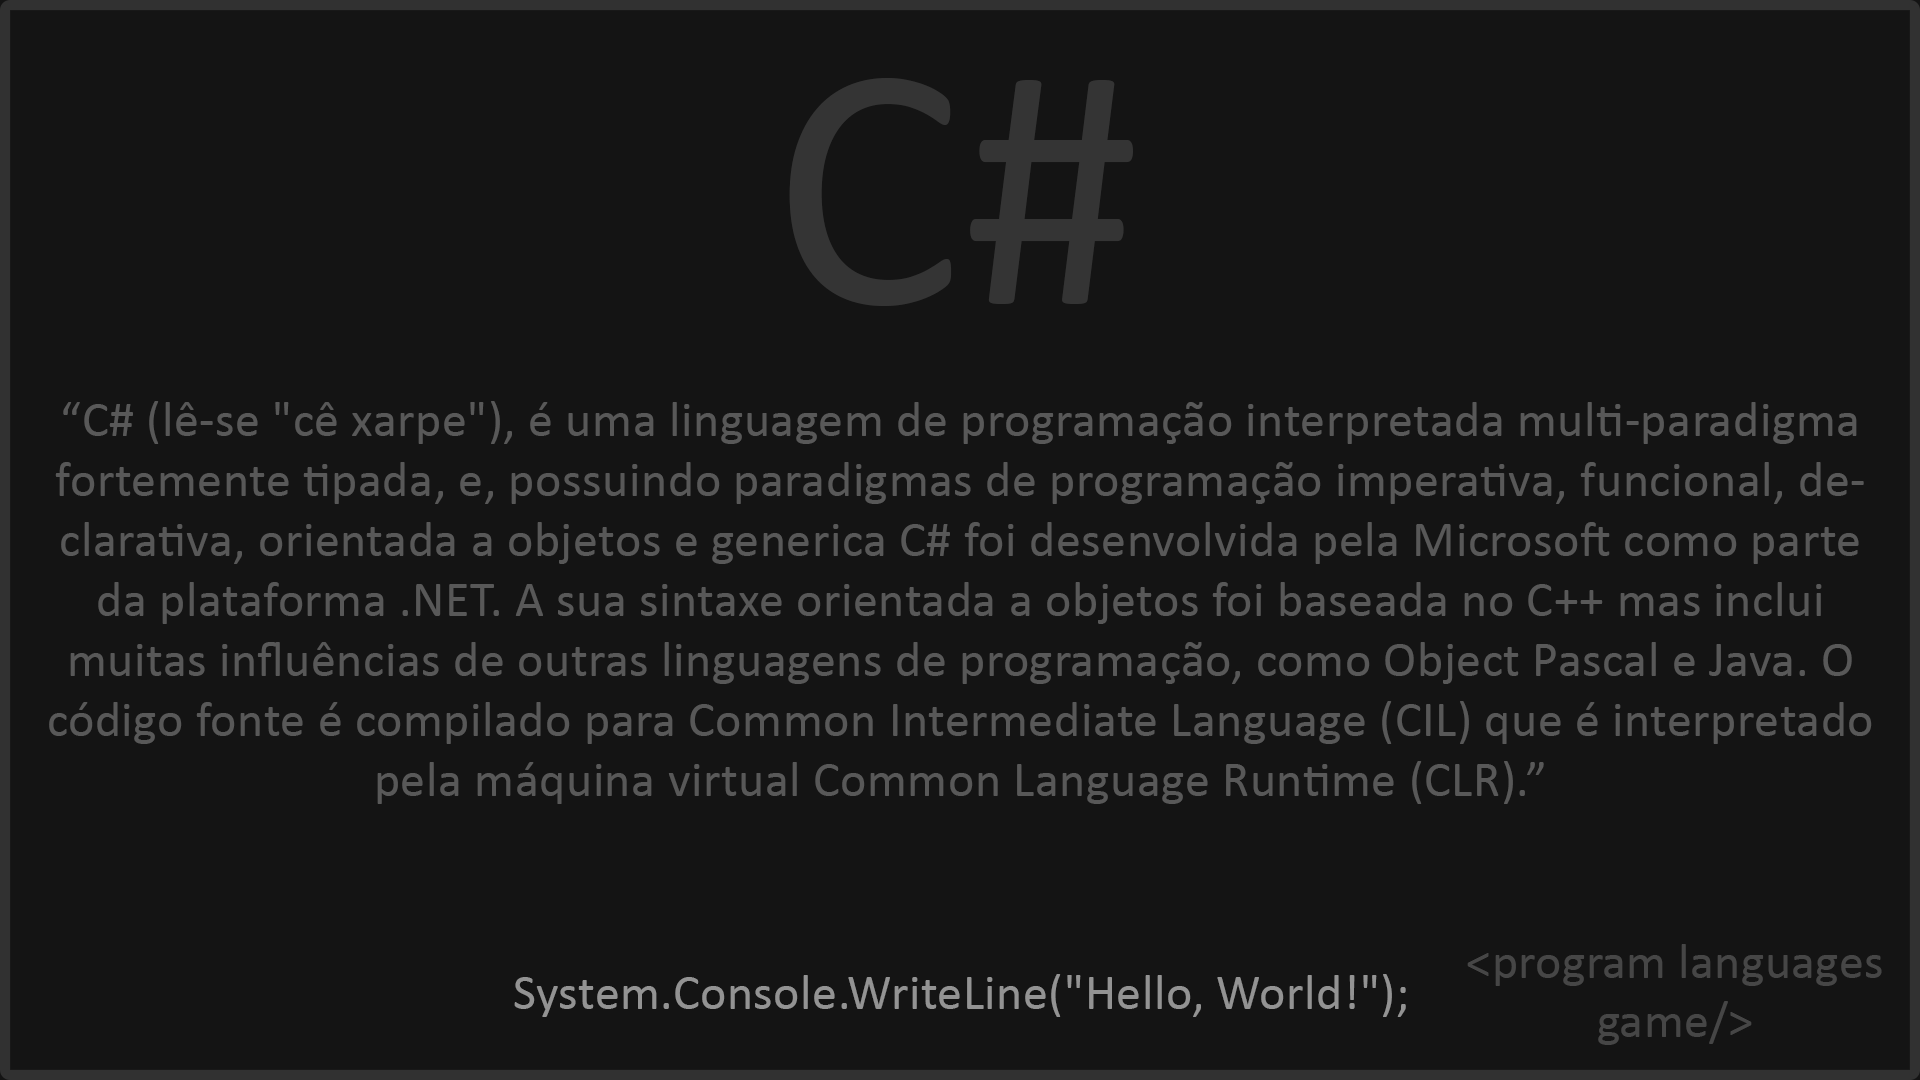 C#
“C# (lê-se "cê xarpe"), é uma linguagem de programação interpretada multi-paradigma
fortemente tipada, e, possuindo paradigmas de programação imperativa, funcional, de-
clarativa, orientada a objetos e generica C# foi desenvolvida pela Microsoft como parte
da plataforma .NET. A sua sintaxe orientada a objetos foi baseada no C++ mas inclui
muitas influências de outras linguagens de programação, como Object Pascal e Java. O
código fonte é compilado para Common Intermediate Language (CIL) que é interpretado
pela máquina virtual Common Language Runtime (CLR).”
System.Console.WriteLine("Hello, World!");
<program languages
game/>